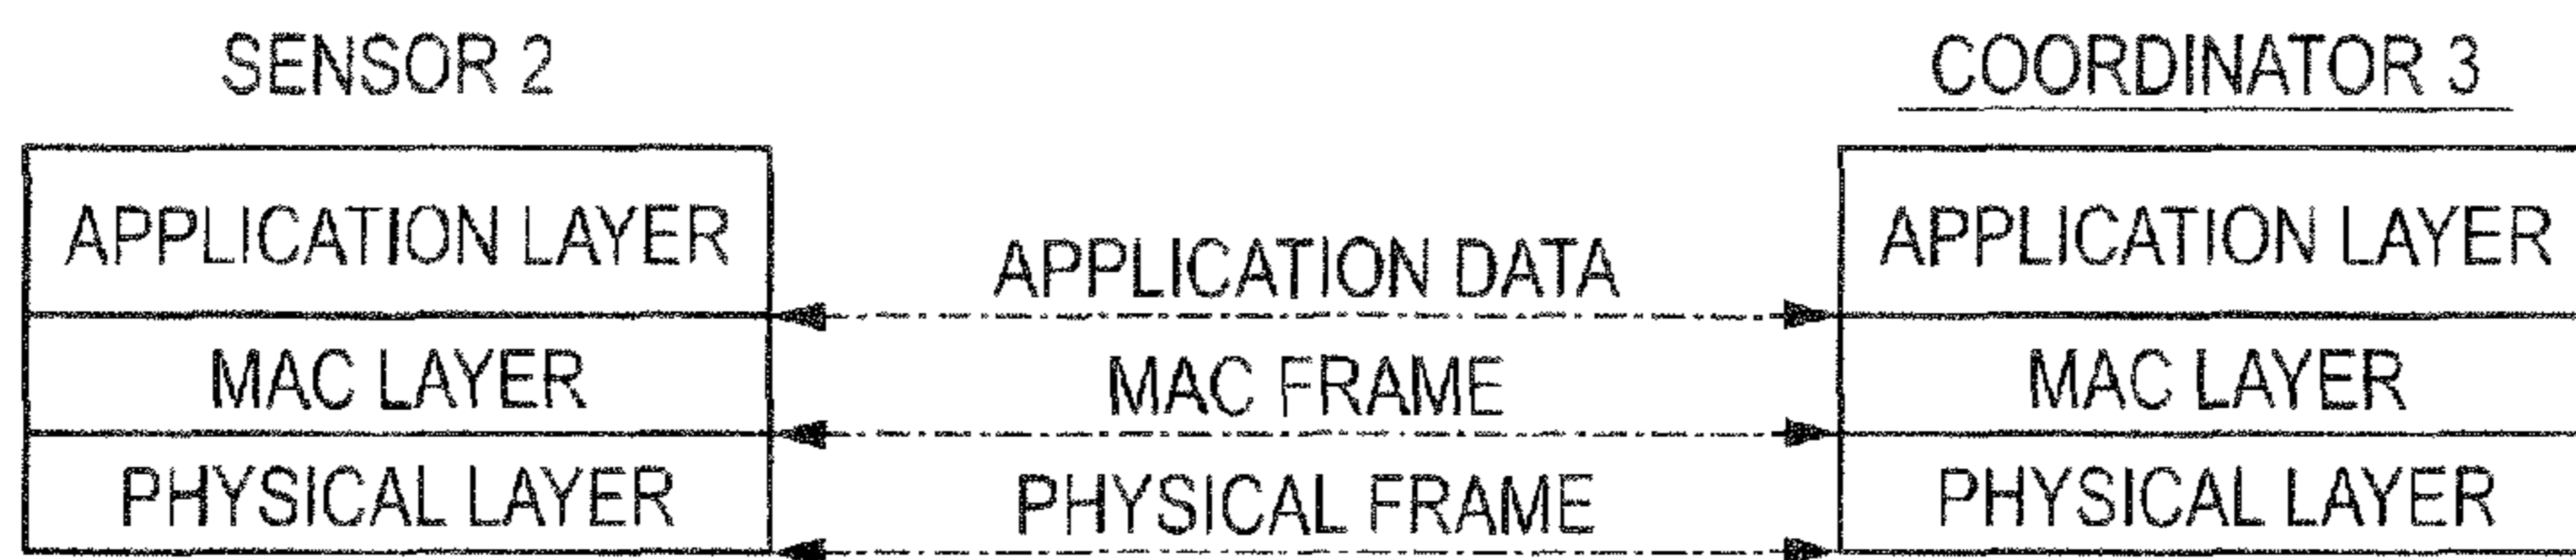 SENSOR 2
COORDINATOR 3
APPLICATION LAYER
APPLICATION DATA
APPLICATION LAYER
MAC LAYER
MAC FRAME
MAC LAYER
PHYSICAL LAYER
PHYSICAL FRAME
PHYSICAL LAYER